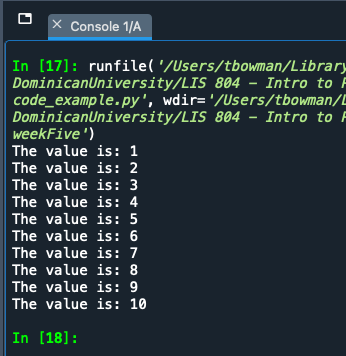 Console 1/A
In [17]: runfile('/Users/tbowman/Library
DominicanUniversity/LIS 804 - Intro to
code_example.py', wdir='/Users/tbowman/
DominicanUniversity/LIS 804 - Intro to
weekFive')
The value is: 1
The value is: 2
The value is: 3
The value is: 4
The value is: 5
The value is: 6
The value is: 7
The value is: 8
The value is: 9
The value is: 10
In [18]: